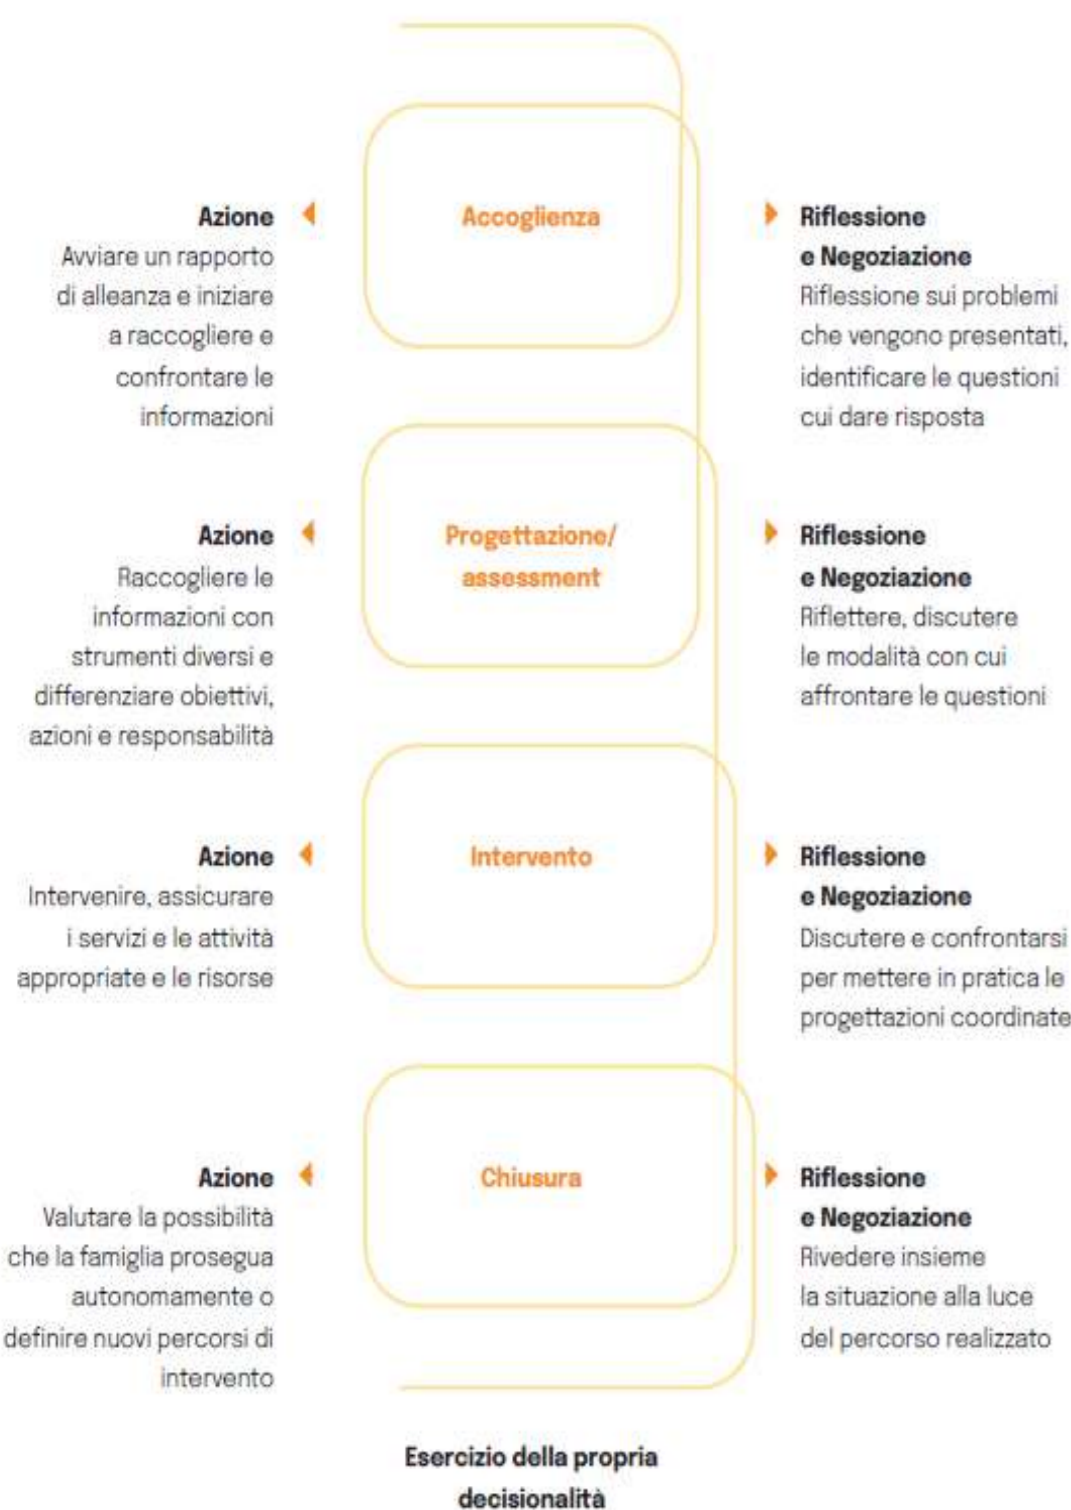 Accoglienza
Azione
Avviare un rapporto
di alleanza e iniziare
a raccogliere e
confrontare le
informazioni
Riflessione
e Negoziazione
Riflessione sui problemi
che vengono presentati,
identificare le questioni
cui dare risposta
Progettazione/
assessment
Azione
Raccogliere le
informazioni con
strumenti diversi e
differenziare obiettivi,
azioni e responsabilità
Riflessione
e Negoziazione
Riflettere, discutere
le modalità con cui
affrontare le questioni
Intervento
Azione
Intervenire, assicurare
i servizi e le attività
appropriate e le risorse
Riflessione
e Negoziazione
Discutere e confrontarsi
per mettere in pratica le
progettazioni coordinate
Chiusura
Azione
Valutare la possibilità
che la famiglia prosegua
autonomamente o
definire nuovi percorsi di
intervento
Riflessione
e Negoziazione
Rivedere insieme
la situazione alla luce
del percorso realizzato
Esercizio della propria
decisionalità